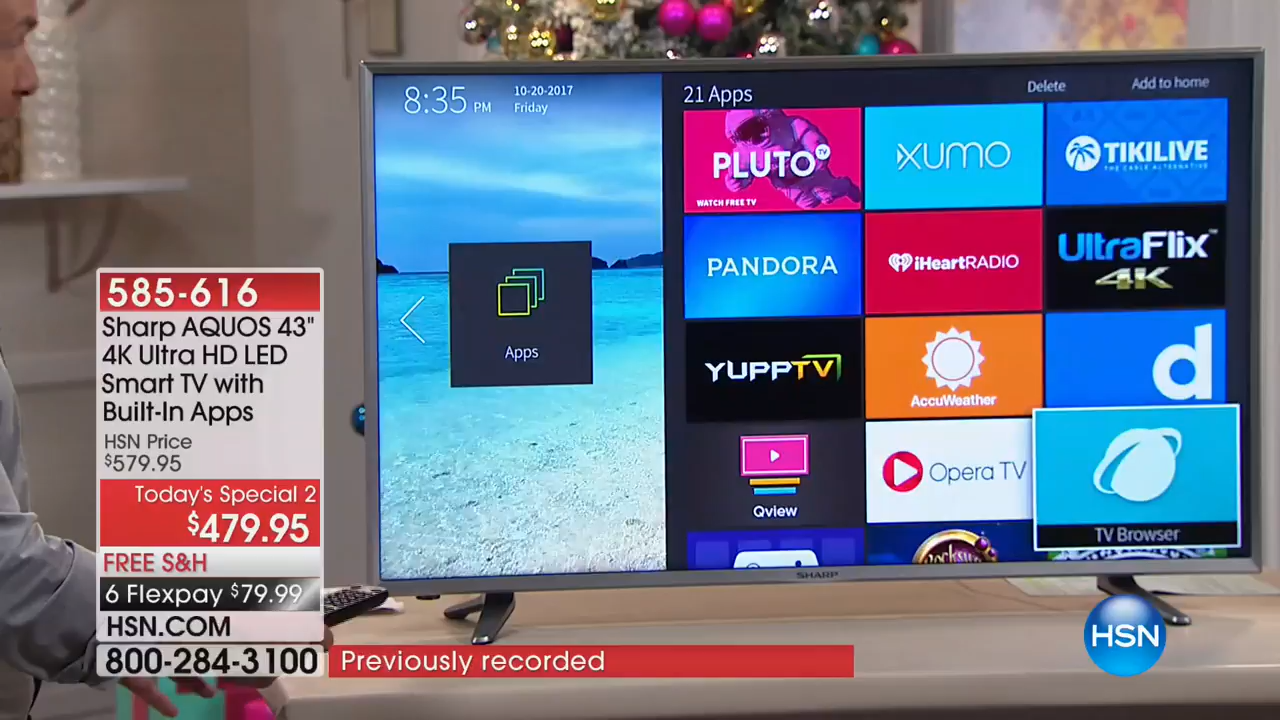 8:35 PM
10-20-2017
Friday
21 Apps
Delete
Add to home
PLUTO TV
WATCH FREE TV
XUMO
TIKILIVE
THE CABLE ALTERNATIVE
PANDORA
iHeartRADIO
ULTRAFLIX™
4K
YUPPTV
AccuWeather
d
Apps
Qview
Opera TV
TV Browser
SHARP
585-616
Sharp AQUOS 43"
4K Ultra HD LED
Smart TV with
Built-In Apps
HSN Price
$579.95
Today's Special 2
$479.95
FREE S&H
6 Flexpay $79.99
HSN.COM
800-284-3100
Previously recorded
HSN